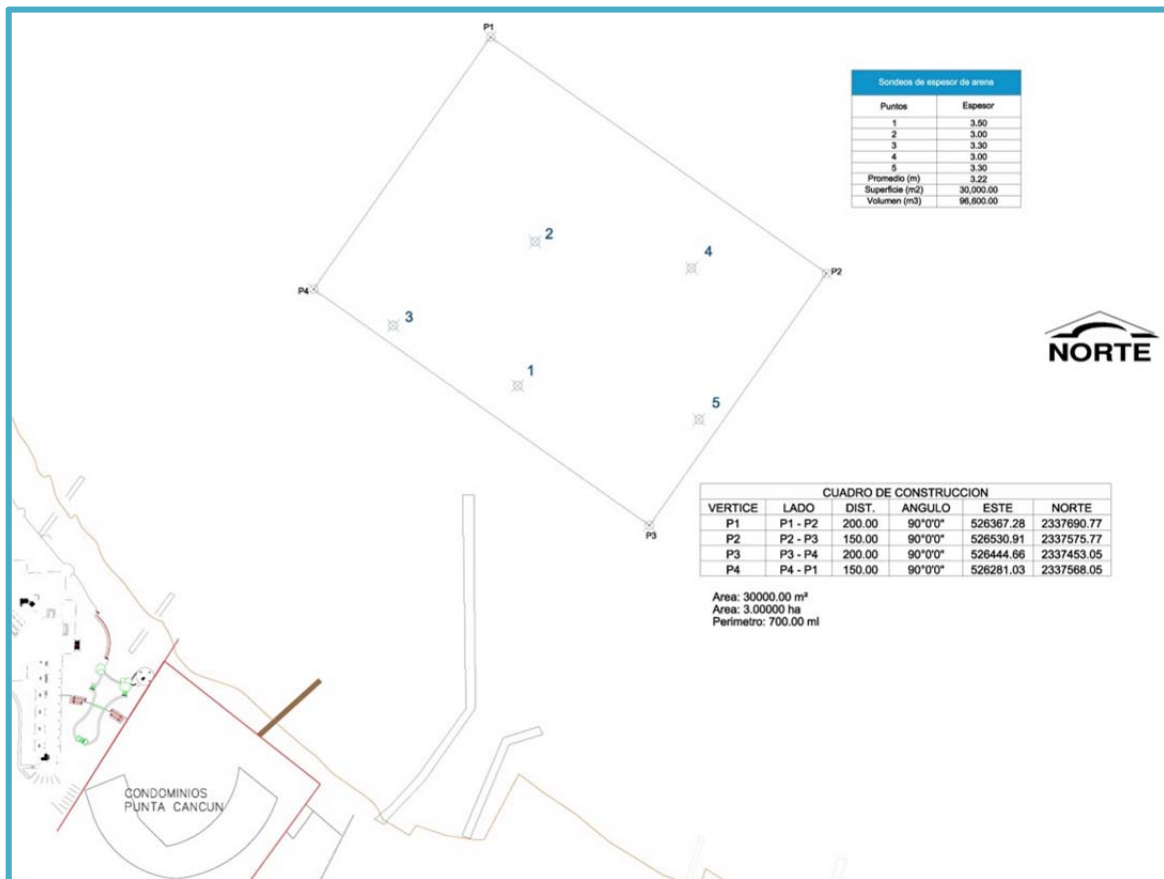 P1
Sondeos de espesor de arena
Puntos Espesor
1 3.50
2 3.00
3 3.30
4 3.00
5 3.30
Promedio (m) 3.22
Superficie (m2) 30,000.00
Volumen (m3) 96,600.00
2
4
P2
P4
3
NORTE
1
5
P3
CUADRO DE CONSTRUCCION
VERTICE LADO DIST. ANGULO ESTE NORTE
P1 P1 - P2 200.00 90°0'0" 526367.28 2337690.77
P2 P2 - P3 150.00 90°0'0" 526530.91 2337575.77
P3 P3 - P4 200.00 90°0'0" 526444.66 2337453.05
P4 P4 - P1 150.00 90°0'0" 526281.03 2337568.05
Area: 30000.00 m²
Area: 3.00000 ha
Perimetro: 700.00 ml
CONDOMINIOS
PUNTA CANCUN